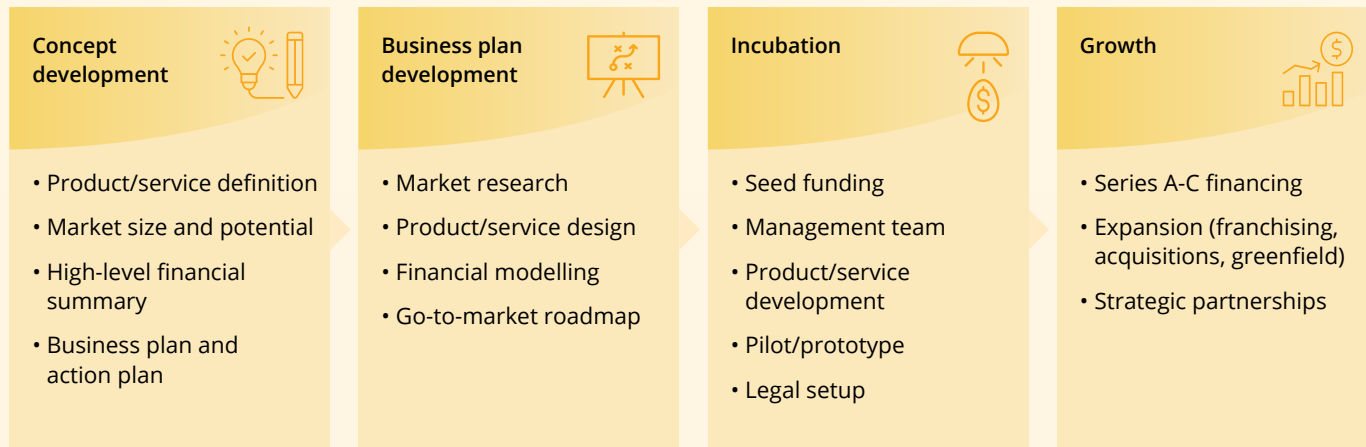 Concept
development
• Product/service definition
• Market size and potential
• High-level financial
summary
• Business plan and
action plan
Business plan
development
• Market research
• Product/service design
• Financial modelling
• Go-to-market roadmap
Incubation
$
• Seed funding
• Management team
• Product/service
development
• Pilot/prototype
• Legal setup
Growth
$
• Series A-C financing
• Expansion (franchising,
acquisitions, greenfield)
• Strategic partnerships